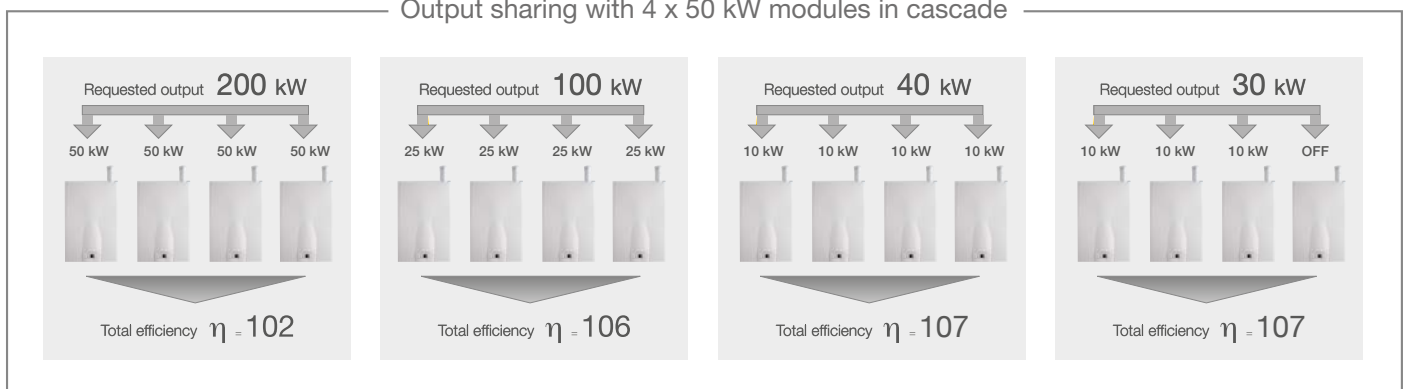 Output sharing with 4 x 50 kW modules in cascade
Requested output 200 kW
50 kW 50 kW 50 kW 50 kW
Total efficiency η = 102
Requested output 100 kW
25 kW 25 kW 25 kW 25 kW
Total efficiency η = 106
Requested output 40 kW
10 kW 10 kW 10 kW 10 kW
Total efficiency η = 107
Requested output 30 kW
10 kW 10 kW 10 kW OFF
Total efficiency η = 107